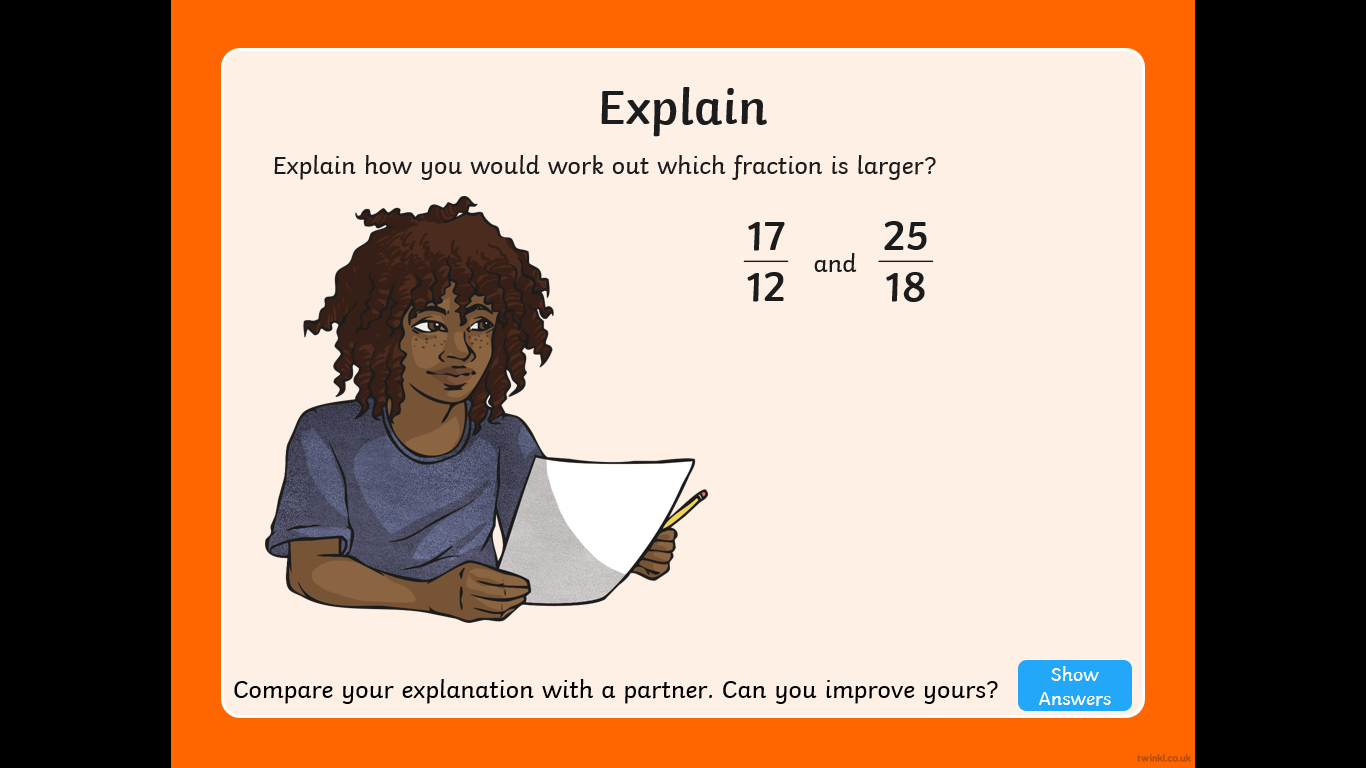 Explain
Explain how you would work out which fraction is larger?
17
12
and
25
18
Compare your explanation with a partner. Can you improve yours?
Show
Answers
twinkl.co.uk